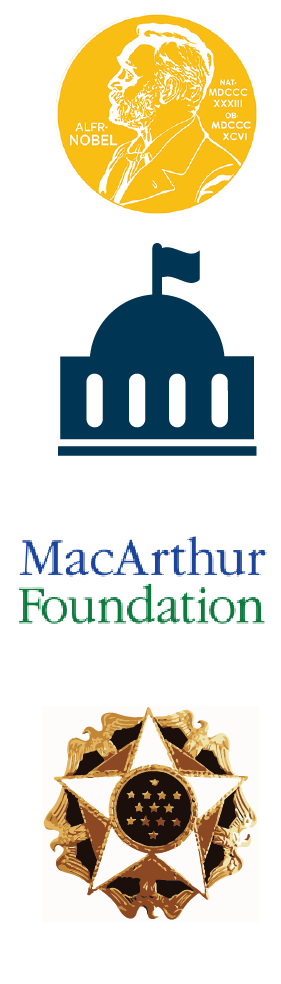 ALFR·
NOBEL
NAT·
MDCCC
XXXIII
OB·
MDCCC
XCVI
MacArthur
Foundation